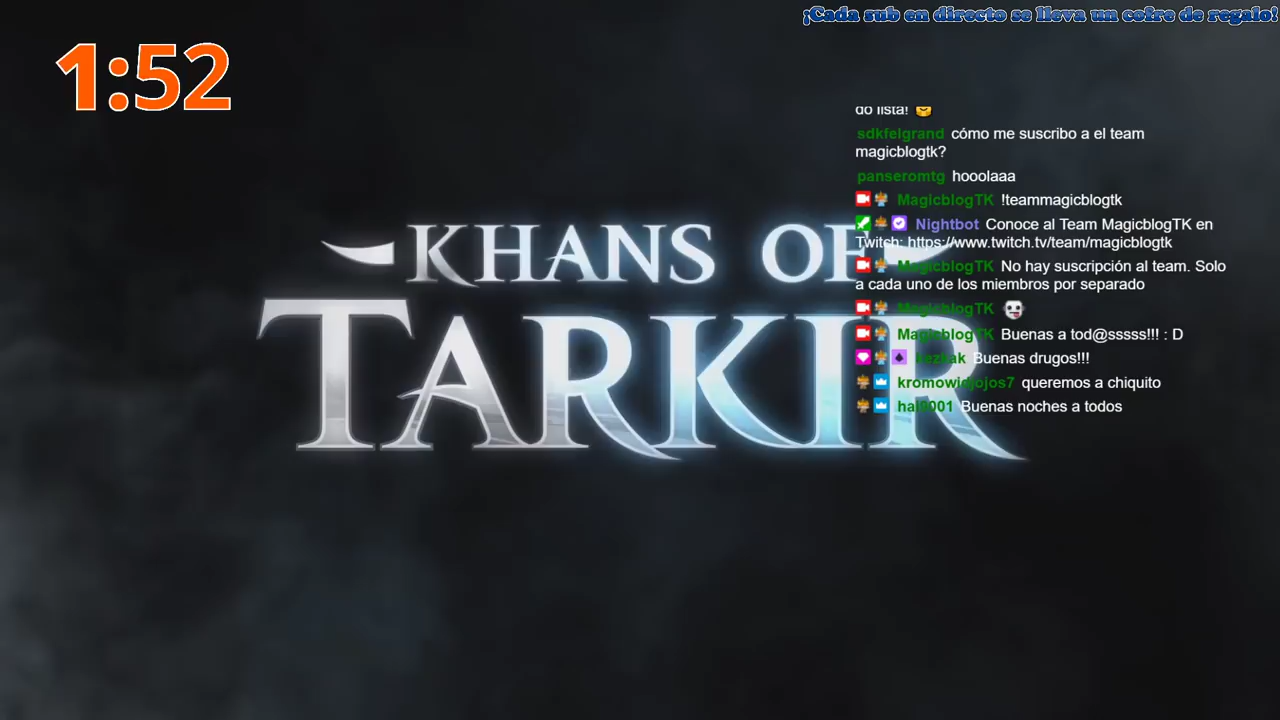 ¡Cada sub en directo se lleva un cofre de regalo!
1:52
do lista!
sdkfelgrand cómo me suscribo a el team
magicblogtk?
panseromtg hooolaaa
MagicblogTK !teammagicblogtk
Nightbot Conoce al Team MagicblogTK en
Twitch: https://www.twitch.tv/team/magicblogtk
MagicblogTK No hay suscripción al team. Solo
a cada uno de los miembros por separado
MagicblogTK
MagicblogTK Buenas a tod@sssss!!! : D
Buenas drugos!!!
kromowidjojos7 queremos a chiquito
hal9001 Buenas noches a todos
KHANS OF
TARKIR